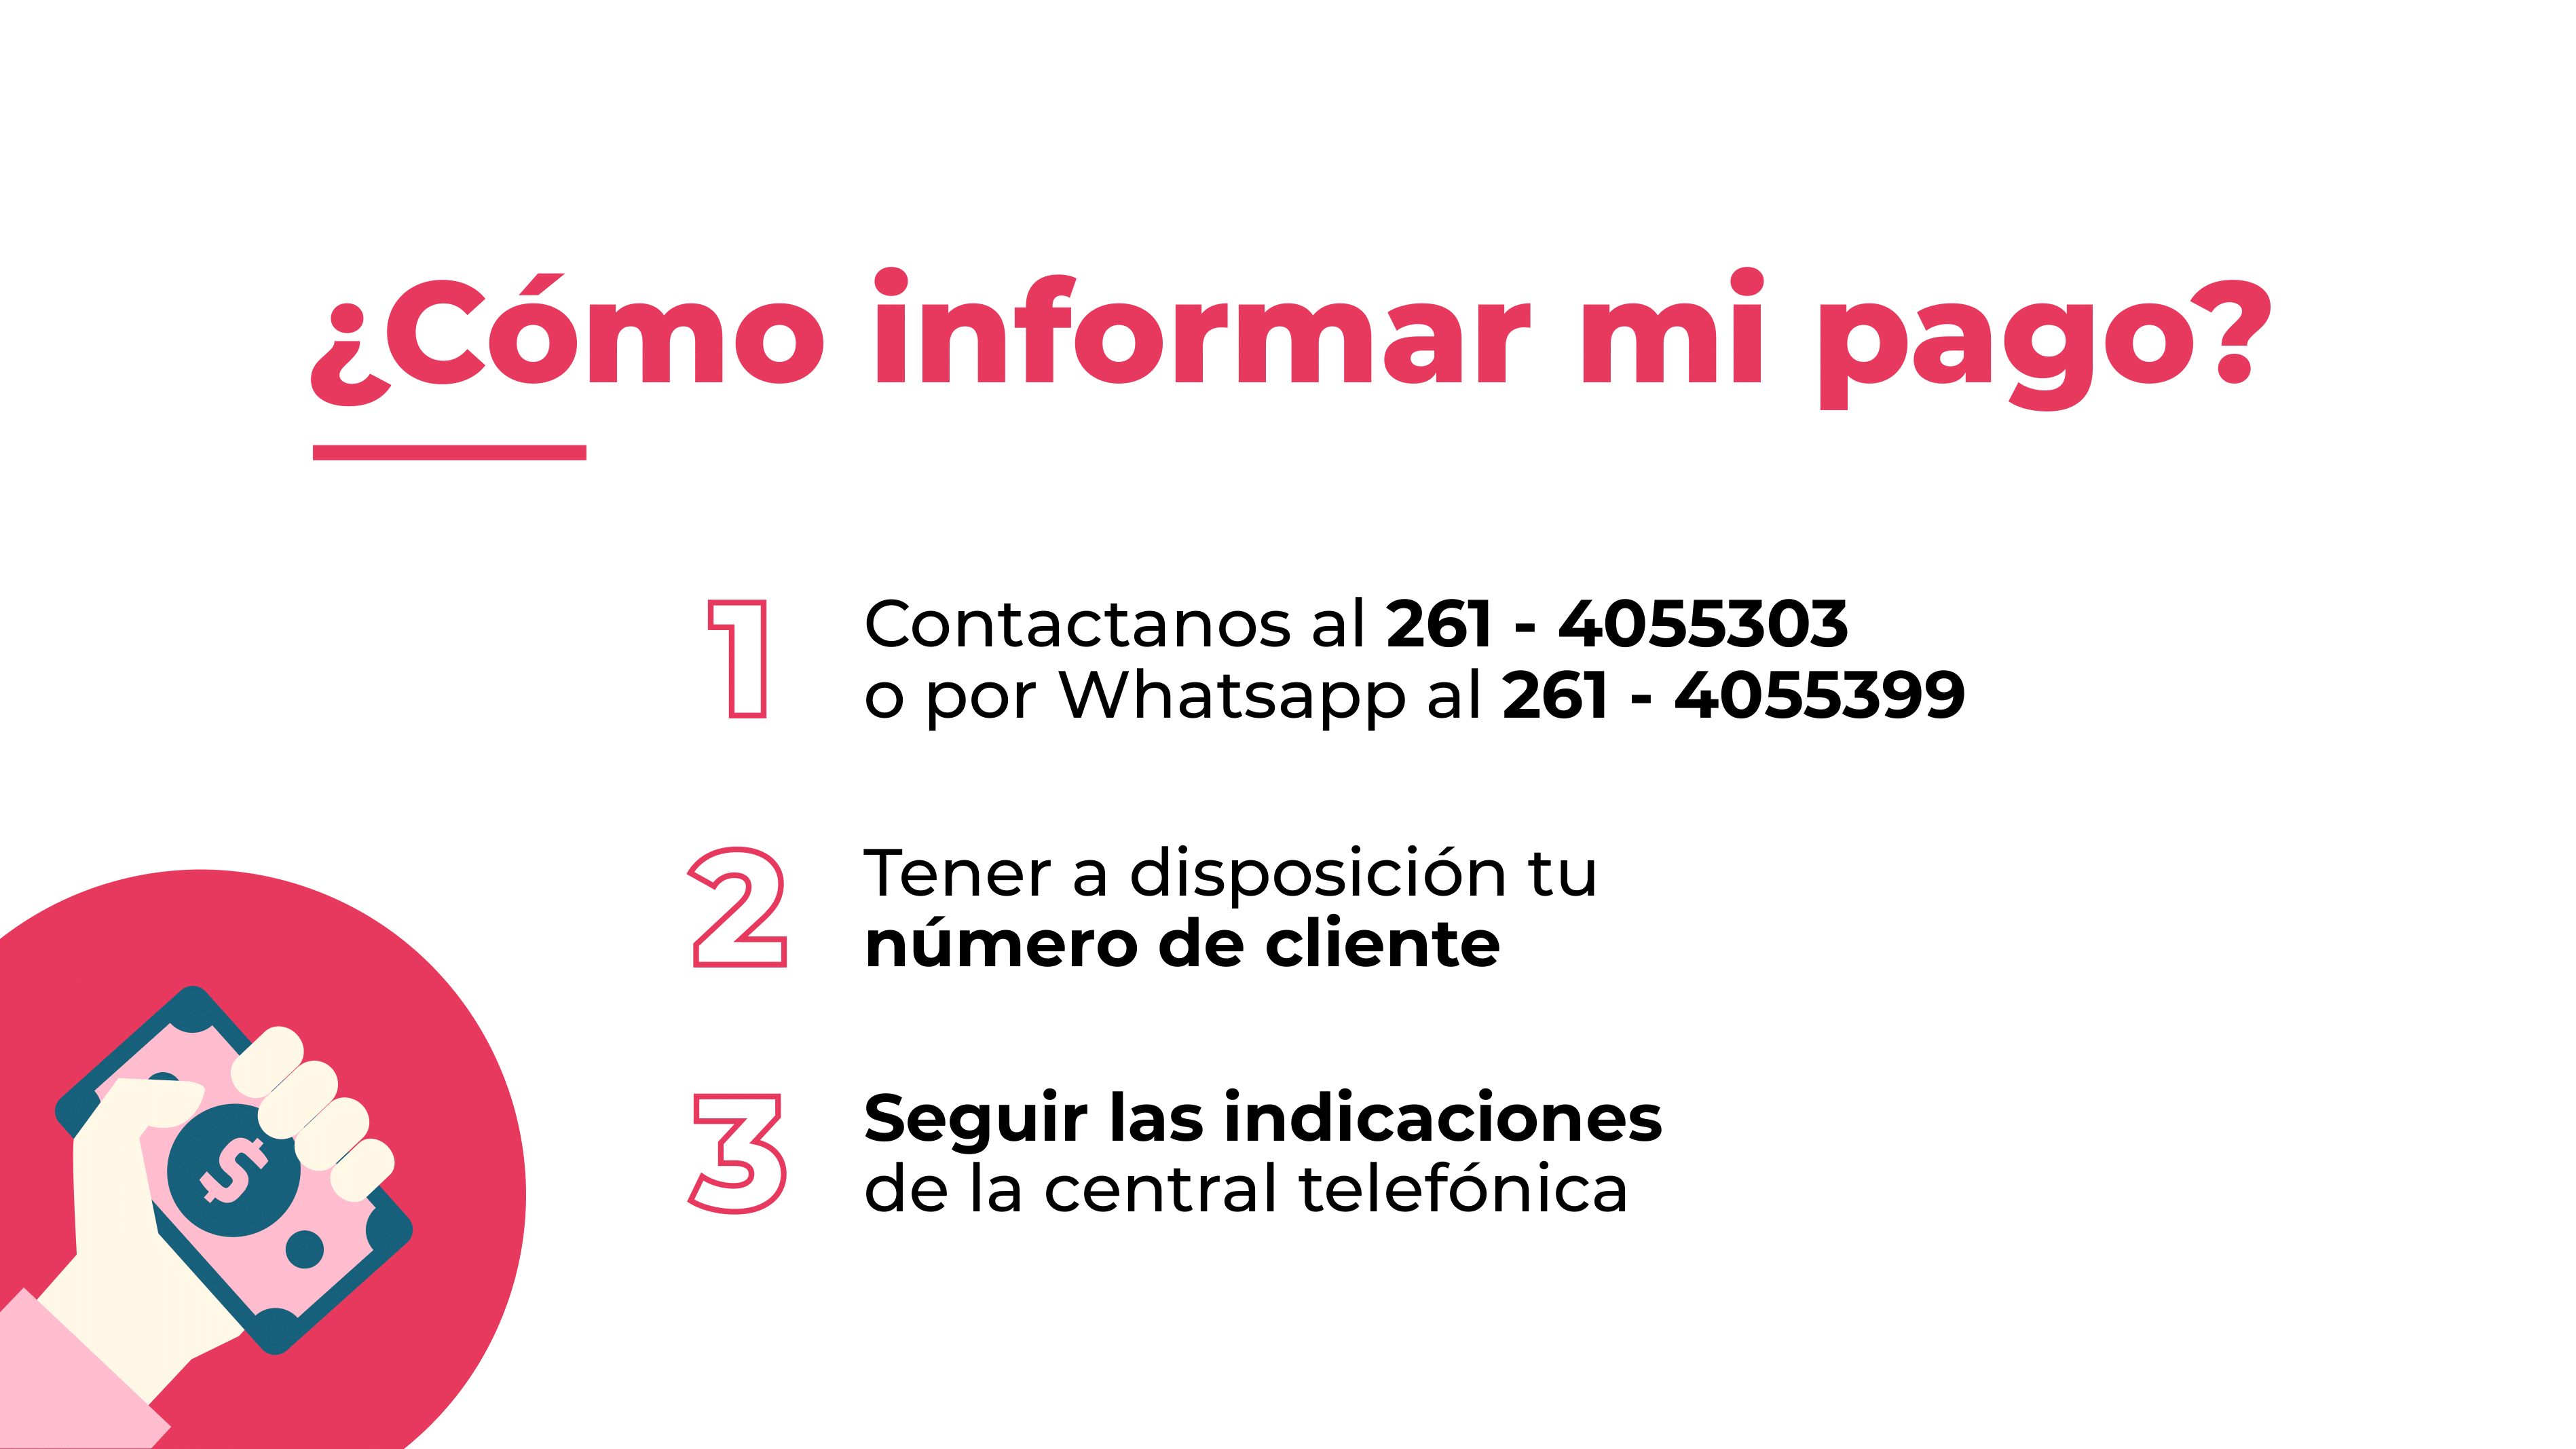 ¿Cómo informar mi pago?
1
Contactanos al 261 - 4055303
o por Whatsapp al 261 - 4055399
2
Tener a disposición tu
número de cliente
3
Seguir las indicaciones
de la central telefónica
$